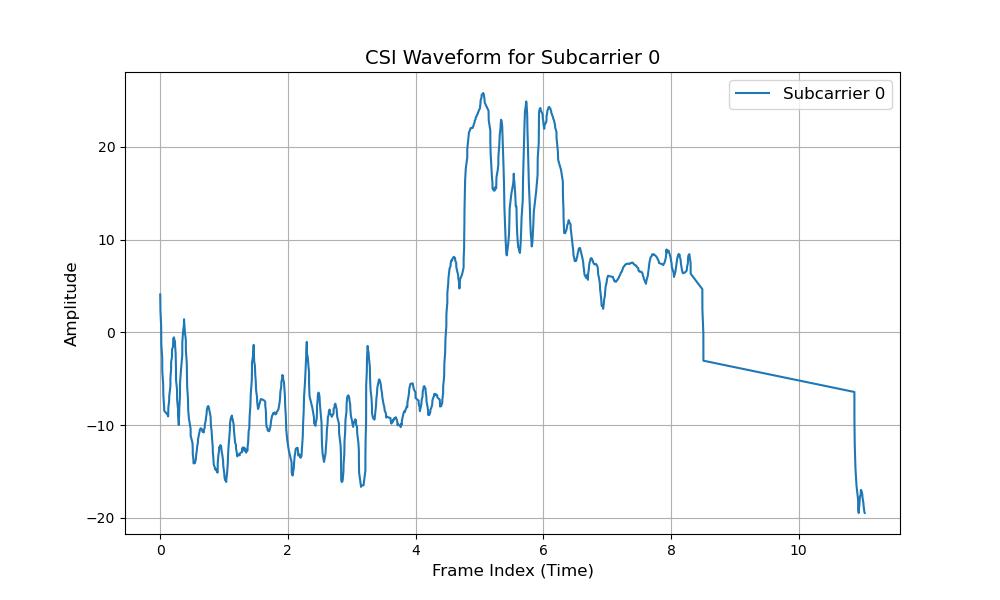 CSI Waveform for Subcarrier 0
Subcarrier 0
Amplitude
20
10
0
−10
−20
0 2 4 6 8 10
Frame Index (Time)